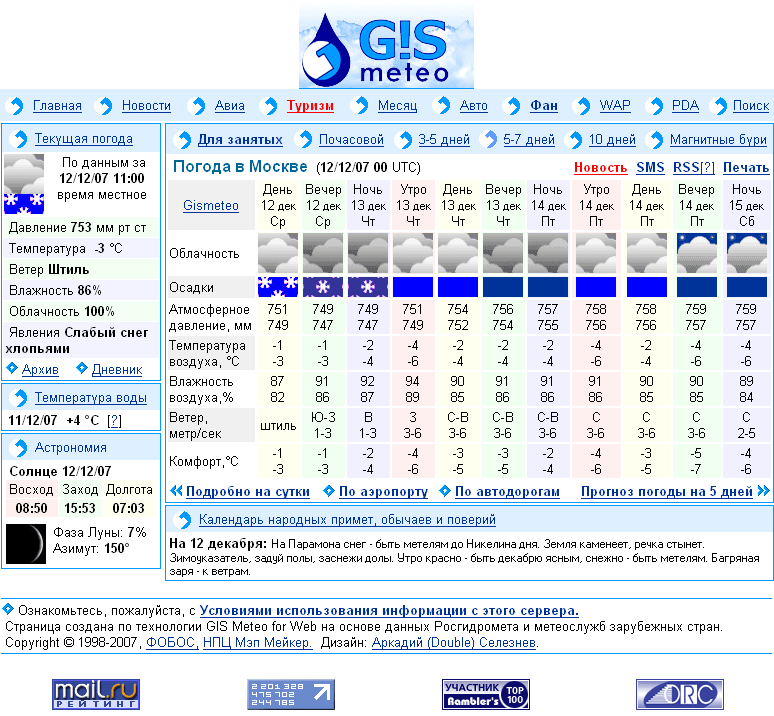 G!S
meteo
Главная Новости Авиа Туризм Месяц Авто Фан WAP PDA Поиск
Текущая погода
По данным за
12/12/07 11:00
время местное
Давление 753 мм рт ст
Температура -3 °C
Ветер Штиль
Влажность 86%
Облачность 100%
Явления Слабый снег
хлопьями
Архив Дневник
Температура воды
11/12/07 +4 °C [?]
Астрономия
Солнце 12/12/07
Восход Заход Долгота
08:50 15:53 07:03
Фаза Луны: 7%
Азимут: 150°
Для занятых Почасовой 3-5 дней 5-7 дней 10 дней Магнитные бури
Погода в Москве (12/12/07 00 UTC) Новость SMS RSS[?] Печать
Gismeteo
День Вечер Ночь Утро День Вечер Ночь Утро День Вечер Ночь
12 дек 12 дек 13 дек 13 дек 13 дек 13 дек 14 дек 14 дек 14 дек 14 дек 15 дек
Ср Ср Чт Чт Чт Чт Пт Пт Пт Пт Сб
Облачность
Осадки
Атмосферное 751 749 749 751 754 756 757 758 758 759 759
давление, мм 749 747 747 749 752 754 755 756 756 757 757
Температура -1 -1 -2 -4 -2 -2 -2 -4 -2 -4 -4
воздуха, °C -3 -3 -4 -6 -4 -4 -4 -6 -4 -6 -6
Влажность 87 91 92 94 90 91 91 91 90 90 89
воздуха,% 82 86 87 89 85 86 86 86 85 85 84
Ветер, штиль Ю-З В З С-В С-В С-В С С С С
метр/сек 1-3 1-3 3-6 3-6 3-6 3-6 3-6 3-6 3-6 2-5
Комфорт,°C -1 -1 -2 -4 -3 -3 -2 -4 -3 -5 -4
-3 -3 -4 -6 -5 -5 -4 -6 -5 -7 -6
Подробно на сутки По аэропорту По автодорогам Прогноз погоды на 5 дней
Календарь народных примет, обычаев и поверий
На 12 декабря: На Парамона снег - быть метелям до Никелина дня. Земля каменеет, речка стынет.
Зимоуказатель, задуй полы, заснежи долы. Утро красно - быть декабрю ясным, снежно - быть метелям. Багряная
заря - к ветрам.
Ознакомьтесь, пожалуйста, с Условиями использования информации с этого сервера.
Страница создана по технологии GIS Meteo for Web на основе данных Росгидромета и метеослужб зарубежных стран.
Copyright © 1998-2007, ФОБОС, НПЦ Мэп Мейкер. Дизайн: Аркадий (Double) Селезнев.
mail.ru
РЕЙТИНГ
2 201 328
475 702
244 785
УЧАСТНИК
Rambler's
TOP
100